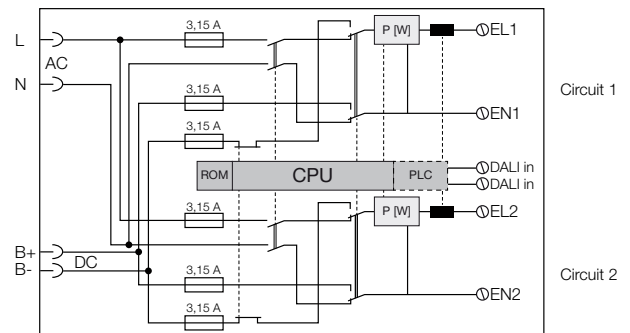 L
AC
N
3,15 A
P [W]
EL1
3,15 A
EN1
Circuit 1
3,15 A
ROM
CPU
PLC
DALI in
DALI in
3,15 A
P [W]
EL2
B+
B-
DC
3,15 A
EN2
Circuit 2
3,15 A